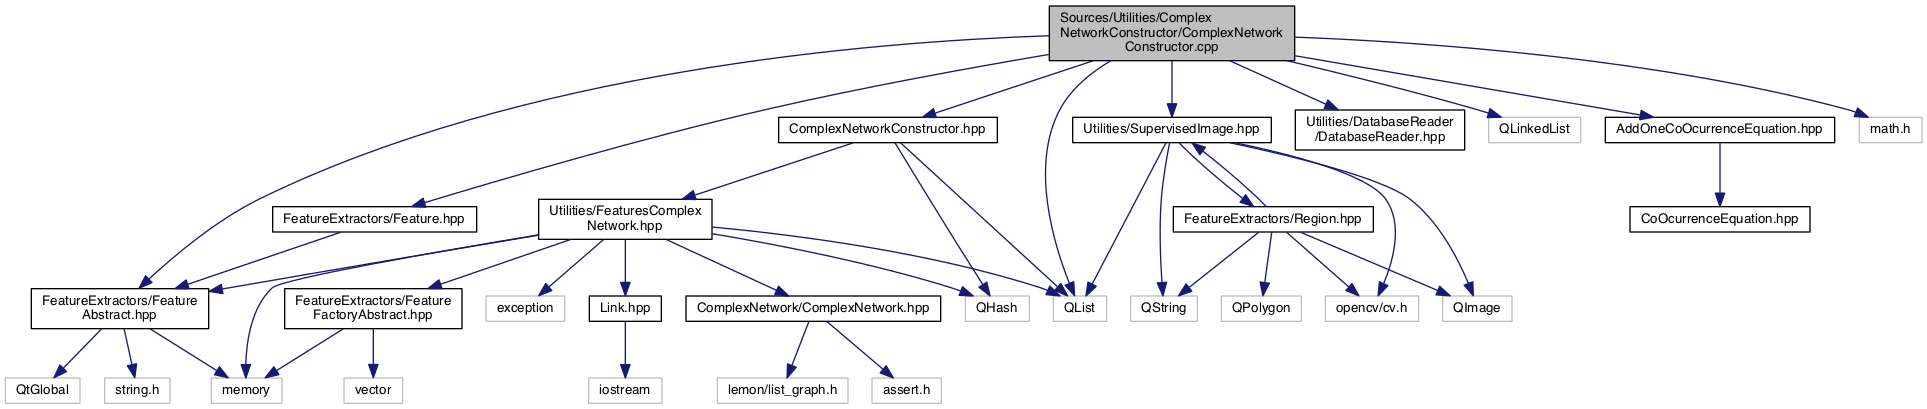 Sources/Utilities/Complex
NetworkConstructor/ComplexNetwork
Constructor.cpp
ComplexNetworkConstructor.hpp
Utilities/SupervisedImage.hpp
Utilities/DatabaseReader
/DatabaseReader.hpp
QLinkedList
AddOneCoOcurrenceEquation.hpp
math.h
FeatureExtractors/Feature.hpp
Utilities/FeaturesComplex
Network.hpp
FeatureExtractors/Region.hpp
CoOcurrenceEquation.hpp
FeatureExtractors/Feature
Abstract.hpp
FeatureExtractors/Feature
FactoryAbstract.hpp
exception
Link.hpp
ComplexNetwork/ComplexNetwork.hpp
QHash
QList
QString
QPolygon
opencv/cv.h
QImage
QtGlobal
string.h
memory
vector
iostream
lemon/list_graph.h
assert.h